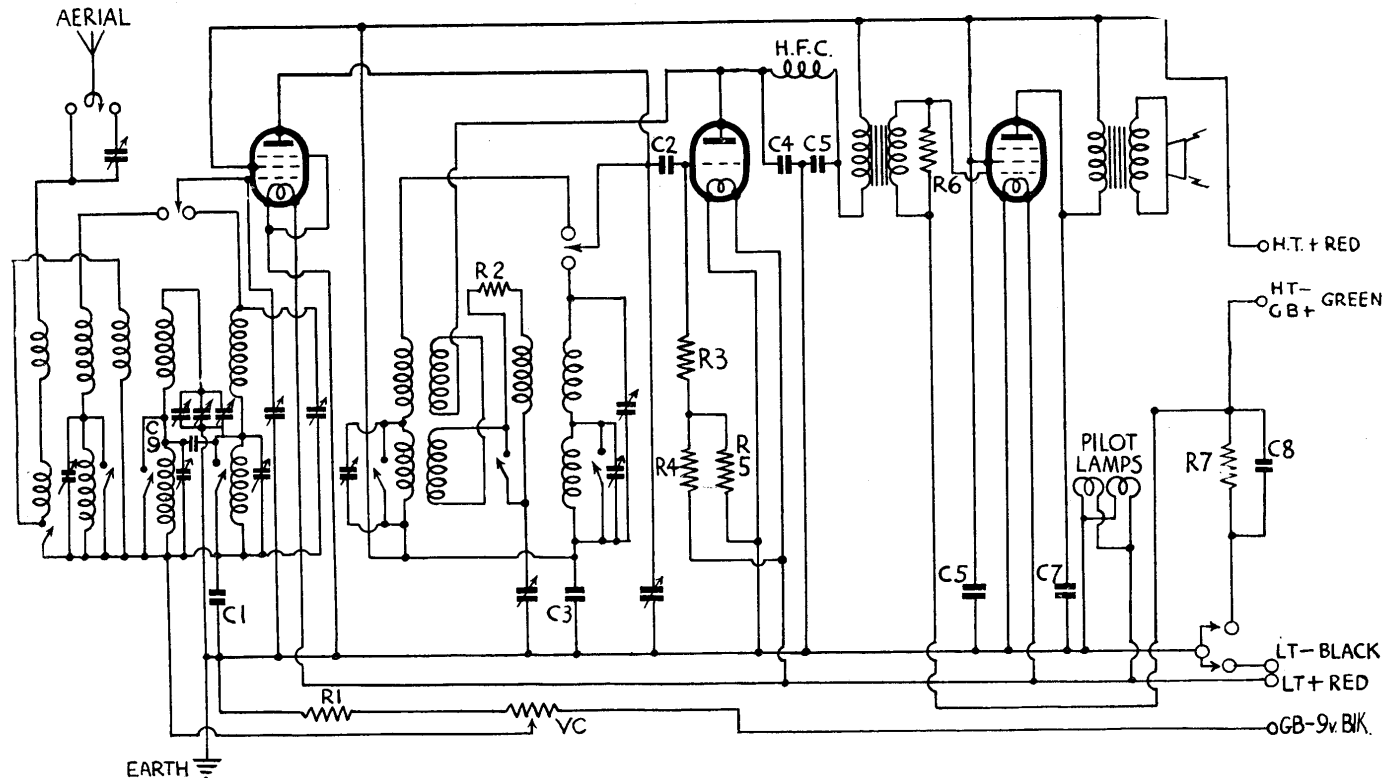 AERIAL
H.F.C.
C2
C4
C5
R6
H.T.+ RED
HT-
GB+
GREEN
R2
R3
C
9
R4
R
5
PILOT
LAMPS
R7
C8
C1
C3
C5
C7
LT- BLACK
LT+ RED
R1
VC
GB-9v. BlK.
EARTH